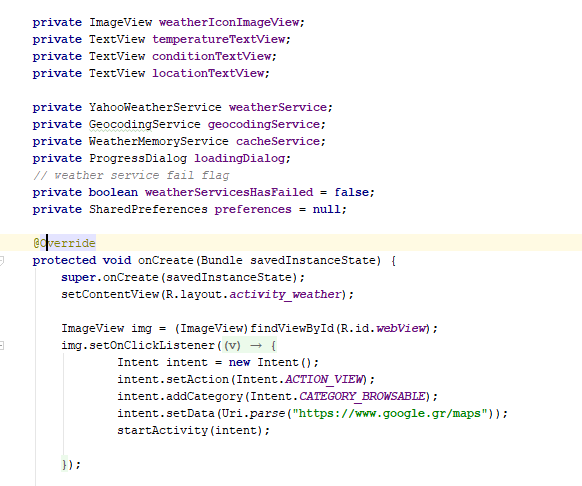 private ImageView weatherIconImageView;
private TextView temperatureTextView;
private TextView conditionTextView;
private TextView locationTextView;
private YahooWeatherService weatherService;
private GeocodingService geocodingService;
private WeatherMemoryService cacheService;
private ProgressDialog loadingDialog;
// weather service fail flag
private boolean weatherServicesHasFailed = false;
private SharedPreferences preferences = null;
@Override
protected void onCreate(Bundle savedInstanceState) {
super.onCreate(savedInstanceState);
setContentView(R.layout.activity_weather);
ImageView img = (ImageView)findViewById(R.id.webView);
img.setOnClickListener((v) → {
Intent intent = new Intent();
intent.setAction(Intent.ACTION_VIEW);
intent.addCategory(Intent.CATEGORY_BROWSABLE);
intent.setData(Uri.parse("https://www.google.gr/maps"));
startActivity(intent);
});